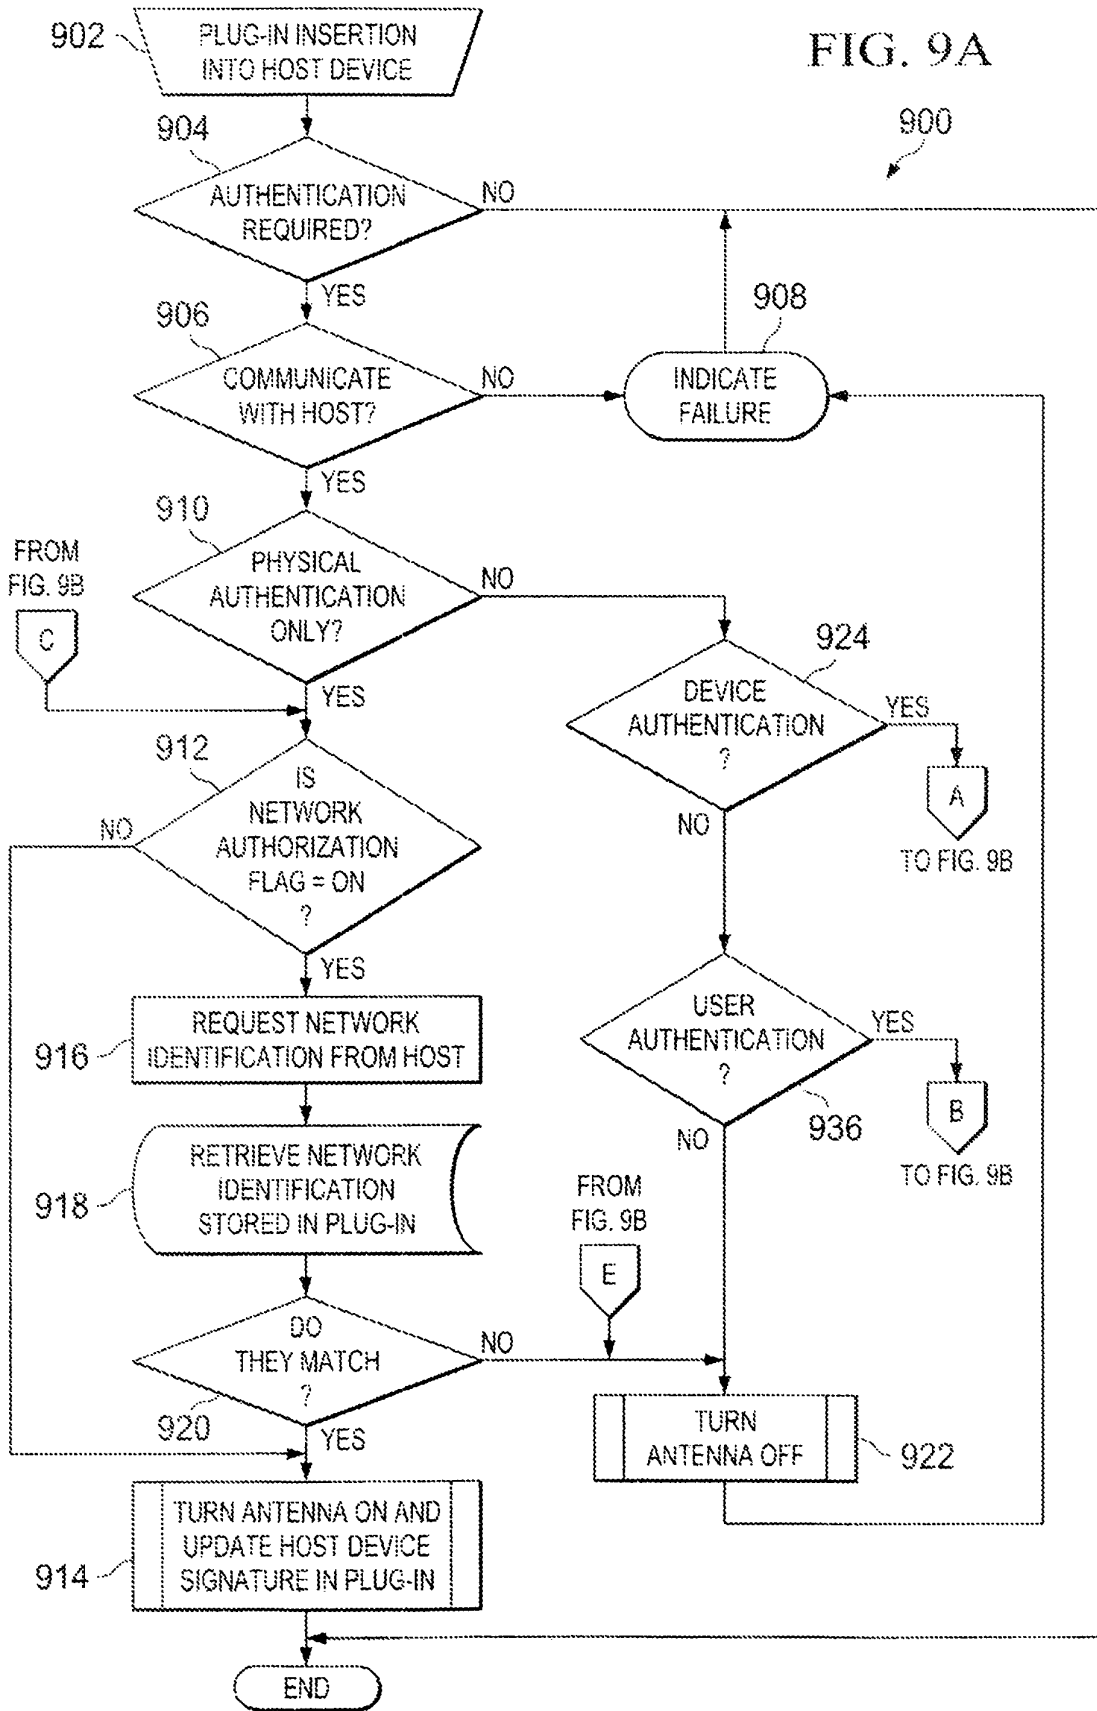 FIG. 9A
900
902
PLUG-IN INSERTION
INTO HOST DEVICE
904
AUTHENTICATION
REQUIRED?
NO
YES
906
COMMUNICATE
WITH HOST?
NO
908
INDICATE
FAILURE
YES
910
PHYSICAL
AUTHENTICATION
ONLY?
NO
FROM
FIG. 9B
C
YES
924
DEVICE
AUTHENTICATION
?
YES
A
TO FIG. 9B
NO
912
IS
NETWORK
AUTHORIZATION
FLAG = ON
?
NO
YES
936
USER
AUTHENTICATION
?
YES
B
TO FIG. 9B
NO
916
REQUEST NETWORK
IDENTIFICATION FROM HOST
918
RETRIEVE NETWORK
IDENTIFICATION
STORED IN PLUG-IN
FROM
FIG. 9B
E
920
DO
THEY MATCH
?
NO
YES
TURN
ANTENNA OFF
922
914
TURN ANTENNA ON AND
UPDATE HOST DEVICE
SIGNATURE IN PLUG-IN
END